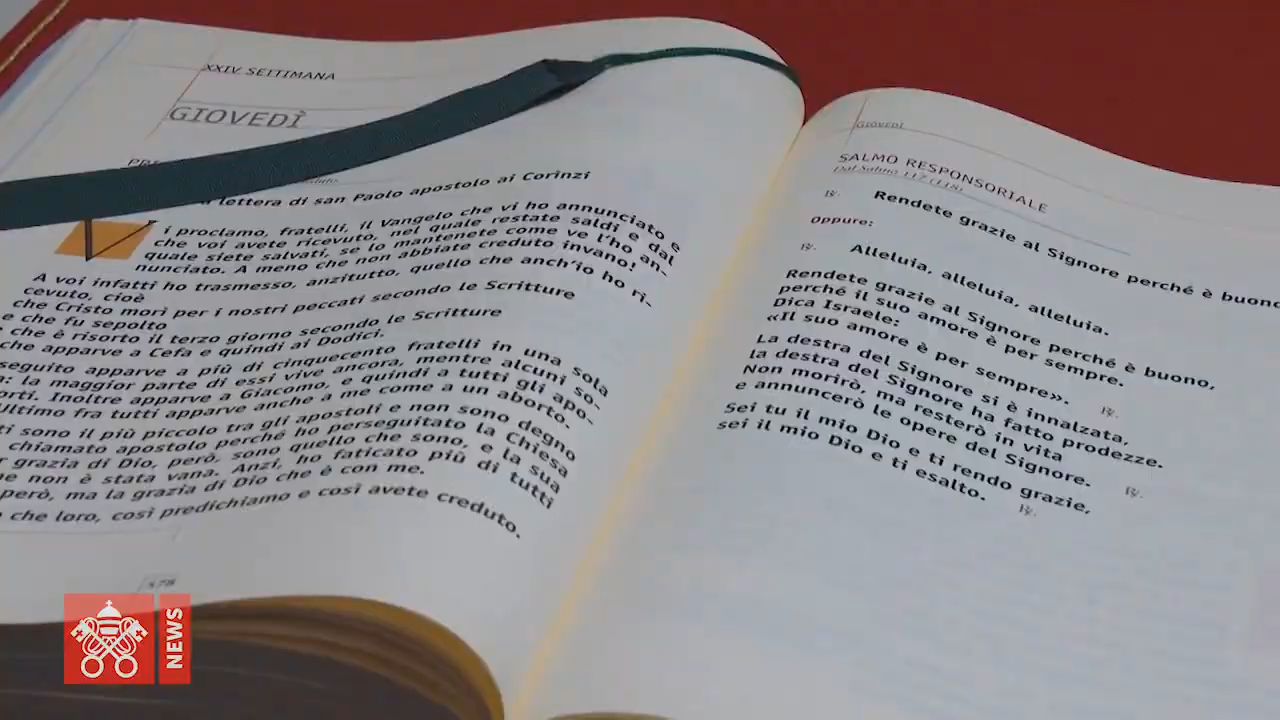 XXIV SETTIMANA
GIOVEDÌ
lettera di san Paolo apostolo ai Corìnzi
i proclamo, fratelli, il Vangelo che vi ho annunciato e
che voi avete ricevuto, nel quale restate saldi e dal
quale siete salvati, se lo mantenete come ve l'ho an-
nunciato. A meno che non abbiate creduto invano!
A voi infatti ho trasmesso, anzitutto, quello che anch'io ho ri-
cevuto, cioè
che Cristo morì per i nostri peccati secondo le Scritture
e che fu sepolto
che è risorto il terzo giorno secondo le Scritture
che apparve a Cefa e quindi ai Dodici.
seguito apparve a più di cinquecento fratelli in una sola
la maggior parte di essi vive ancora, mentre alcuni so-
orti. Inoltre apparve a Giacomo, e quindi a tutti gli apo-
Ultimo fra tutti apparve anche a me come a un aborto.
ti sono il più piccolo tra gli apostoli e non sono degno
chiamato apostolo perché ho perseguitato la Chiesa
r grazia di Dio, però, sono quello che sono, e la sua
e non è stata vana. Anzi, ho faticato più di tutti
però, ma la grazia di Dio che è con me.
che loro, così predichiamo e così avete creduto.
378
GIOVEDÌ
SALMO RESPONSORIALE
Dal Salmo 117 (118)
℟. Rendete grazie al Signore perché è buono
Oppure:
℟. Alleluia, alleluia, alleluia.
Rendete grazie al Signore perché è buono,
perché il suo amore è per sempre.
Dica Israele:
«Il suo amore è per sempre». ℟.
La destra del Signore si è innalzata,
la destra del Signore ha fatto prodezze.
Non morirò, ma resterò in vita
e annuncerò le opere del Signore. ℟.
Sei tu il mio Dio e ti rendo grazie,
sei il mio Dio e ti esalto. ℟.
NEWS